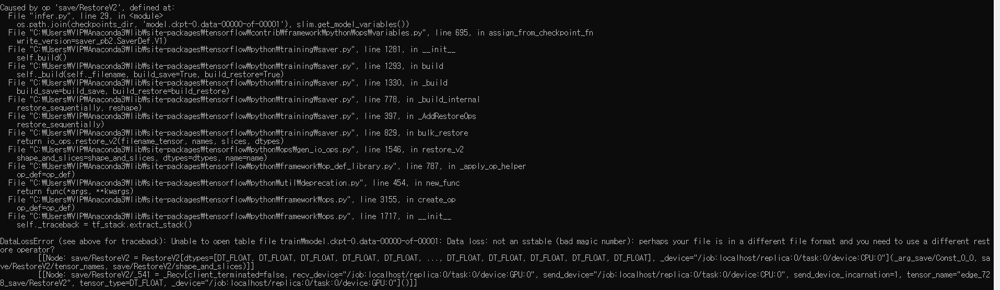 Caused by op 'save/RestoreV2', defined at:
  File "infer.py", line 29, in <module>
    os.path.join(checkpoints_dir, 'model.ckpt-0.data-00000-of-00001'), slim.get_model_variables())
  File "C:₩Users₩VIP₩Anaconda3₩lib₩site-packages₩tensorflow₩contrib₩framework₩python₩ops₩variables.py", line 695, in assign_from_checkpoint_fn
    write_version=saver_pb2.SaverDef.V1)
  File "C:₩Users₩VIP₩Anaconda3₩lib₩site-packages₩tensorflow₩python₩training₩saver.py", line 1281, in __init__
    self.build()
  File "C:₩Users₩VIP₩Anaconda3₩lib₩site-packages₩tensorflow₩python₩training₩saver.py", line 1293, in build
    self._build(self._filename, build_save=True, build_restore=True)
  File "C:₩Users₩VIP₩Anaconda3₩lib₩site-packages₩tensorflow₩python₩training₩saver.py", line 1330, in _build
    build_save=build_save, build_restore=build_restore)
  File "C:₩Users₩VIP₩Anaconda3₩lib₩site-packages₩tensorflow₩python₩training₩saver.py", line 778, in _build_internal
    restore_sequentially, reshape)
  File "C:₩Users₩VIP₩Anaconda3₩lib₩site-packages₩tensorflow₩python₩training₩saver.py", line 397, in _AddRestoreOps
    restore_sequentially)
  File "C:₩Users₩VIP₩Anaconda3₩lib₩site-packages₩tensorflow₩python₩training₩saver.py", line 829, in bulk_restore
    return io_ops.restore_v2(filename_tensor, names, slices, dtypes)
  File "C:₩Users₩VIP₩Anaconda3₩lib₩site-packages₩tensorflow₩python₩ops₩gen_io_ops.py", line 1546, in restore_v2
    shape_and_slices=shape_and_slices, dtypes=dtypes, name=name)
  File "C:₩Users₩VIP₩Anaconda3₩lib₩site-packages₩tensorflow₩python₩framework₩op_def_library.py", line 787, in _apply_op_helper
    op_def=op_def)
  File "C:₩Users₩VIP₩Anaconda3₩lib₩site-packages₩tensorflow₩python₩util₩deprecation.py", line 454, in new_func
    return func(*args, **kwargs)
  File "C:₩Users₩VIP₩Anaconda3₩lib₩site-packages₩tensorflow₩python₩framework₩ops.py", line 3155, in create_op
    op_def=op_def)
  File "C:₩Users₩VIP₩Anaconda3₩lib₩site-packages₩tensorflow₩python₩framework₩ops.py", line 1717, in __init__
    self._traceback = tf_stack.extract_stack()

DataLossError (see above for traceback): Unable to open table file train₩model.ckpt-0.data-00000-of-00001: Data loss: not an sstable (bad magic number): perhaps your file is in a different file format and you need to use a different rest
ore operator?
         [[Node: save/RestoreV2 = RestoreV2[dtypes=[DT_FLOAT, DT_FLOAT, DT_FLOAT, DT_FLOAT, DT_FLOAT, ..., DT_FLOAT, DT_FLOAT, DT_FLOAT, DT_FLOAT, DT_FLOAT], _device="/job:localhost/replica:0/task:0/device:CPU:0"](_arg_save/Const_0_0, sa
ve/RestoreV2/tensor_names, save/RestoreV2/shape_and_slices)]]
         [[Node: save/RestoreV2/_541 = _Recv[client_terminated=false, recv_device="/job:localhost/replica:0/task:0/device:GPU:0", send_device="/job:localhost/replica:0/task:0/device:CPU:0", send_device_incarnation=1, tensor_name="edge_72
8_save/RestoreV2", tensor_type=DT_FLOAT, _device="/job:localhost/replica:0/task:0/device:GPU:0"]()]]